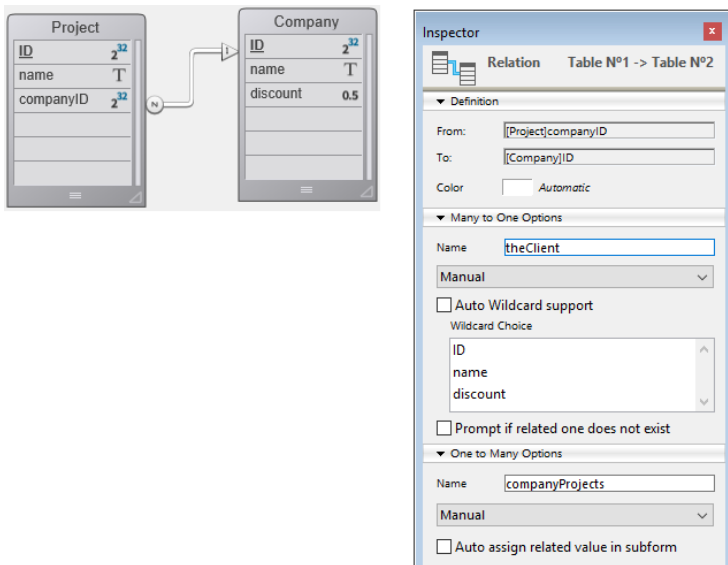 Project
ID 2³²
name T
companyID 2³²
N
Company
1
ID 2³²
name T
discount 0.5
Inspector
x
Relation Table Nº1 -> Table Nº2
Definition
From: [Project]companyID
To: [Company]ID
Color Automatic
Many to One Options
Name theClient
Manual
Auto Wildcard support
Wildcard Choice
ID
name
discount
Prompt if related one does not exist
One to Many Options
Name companyProjects
Manual
Auto assign related value in subform